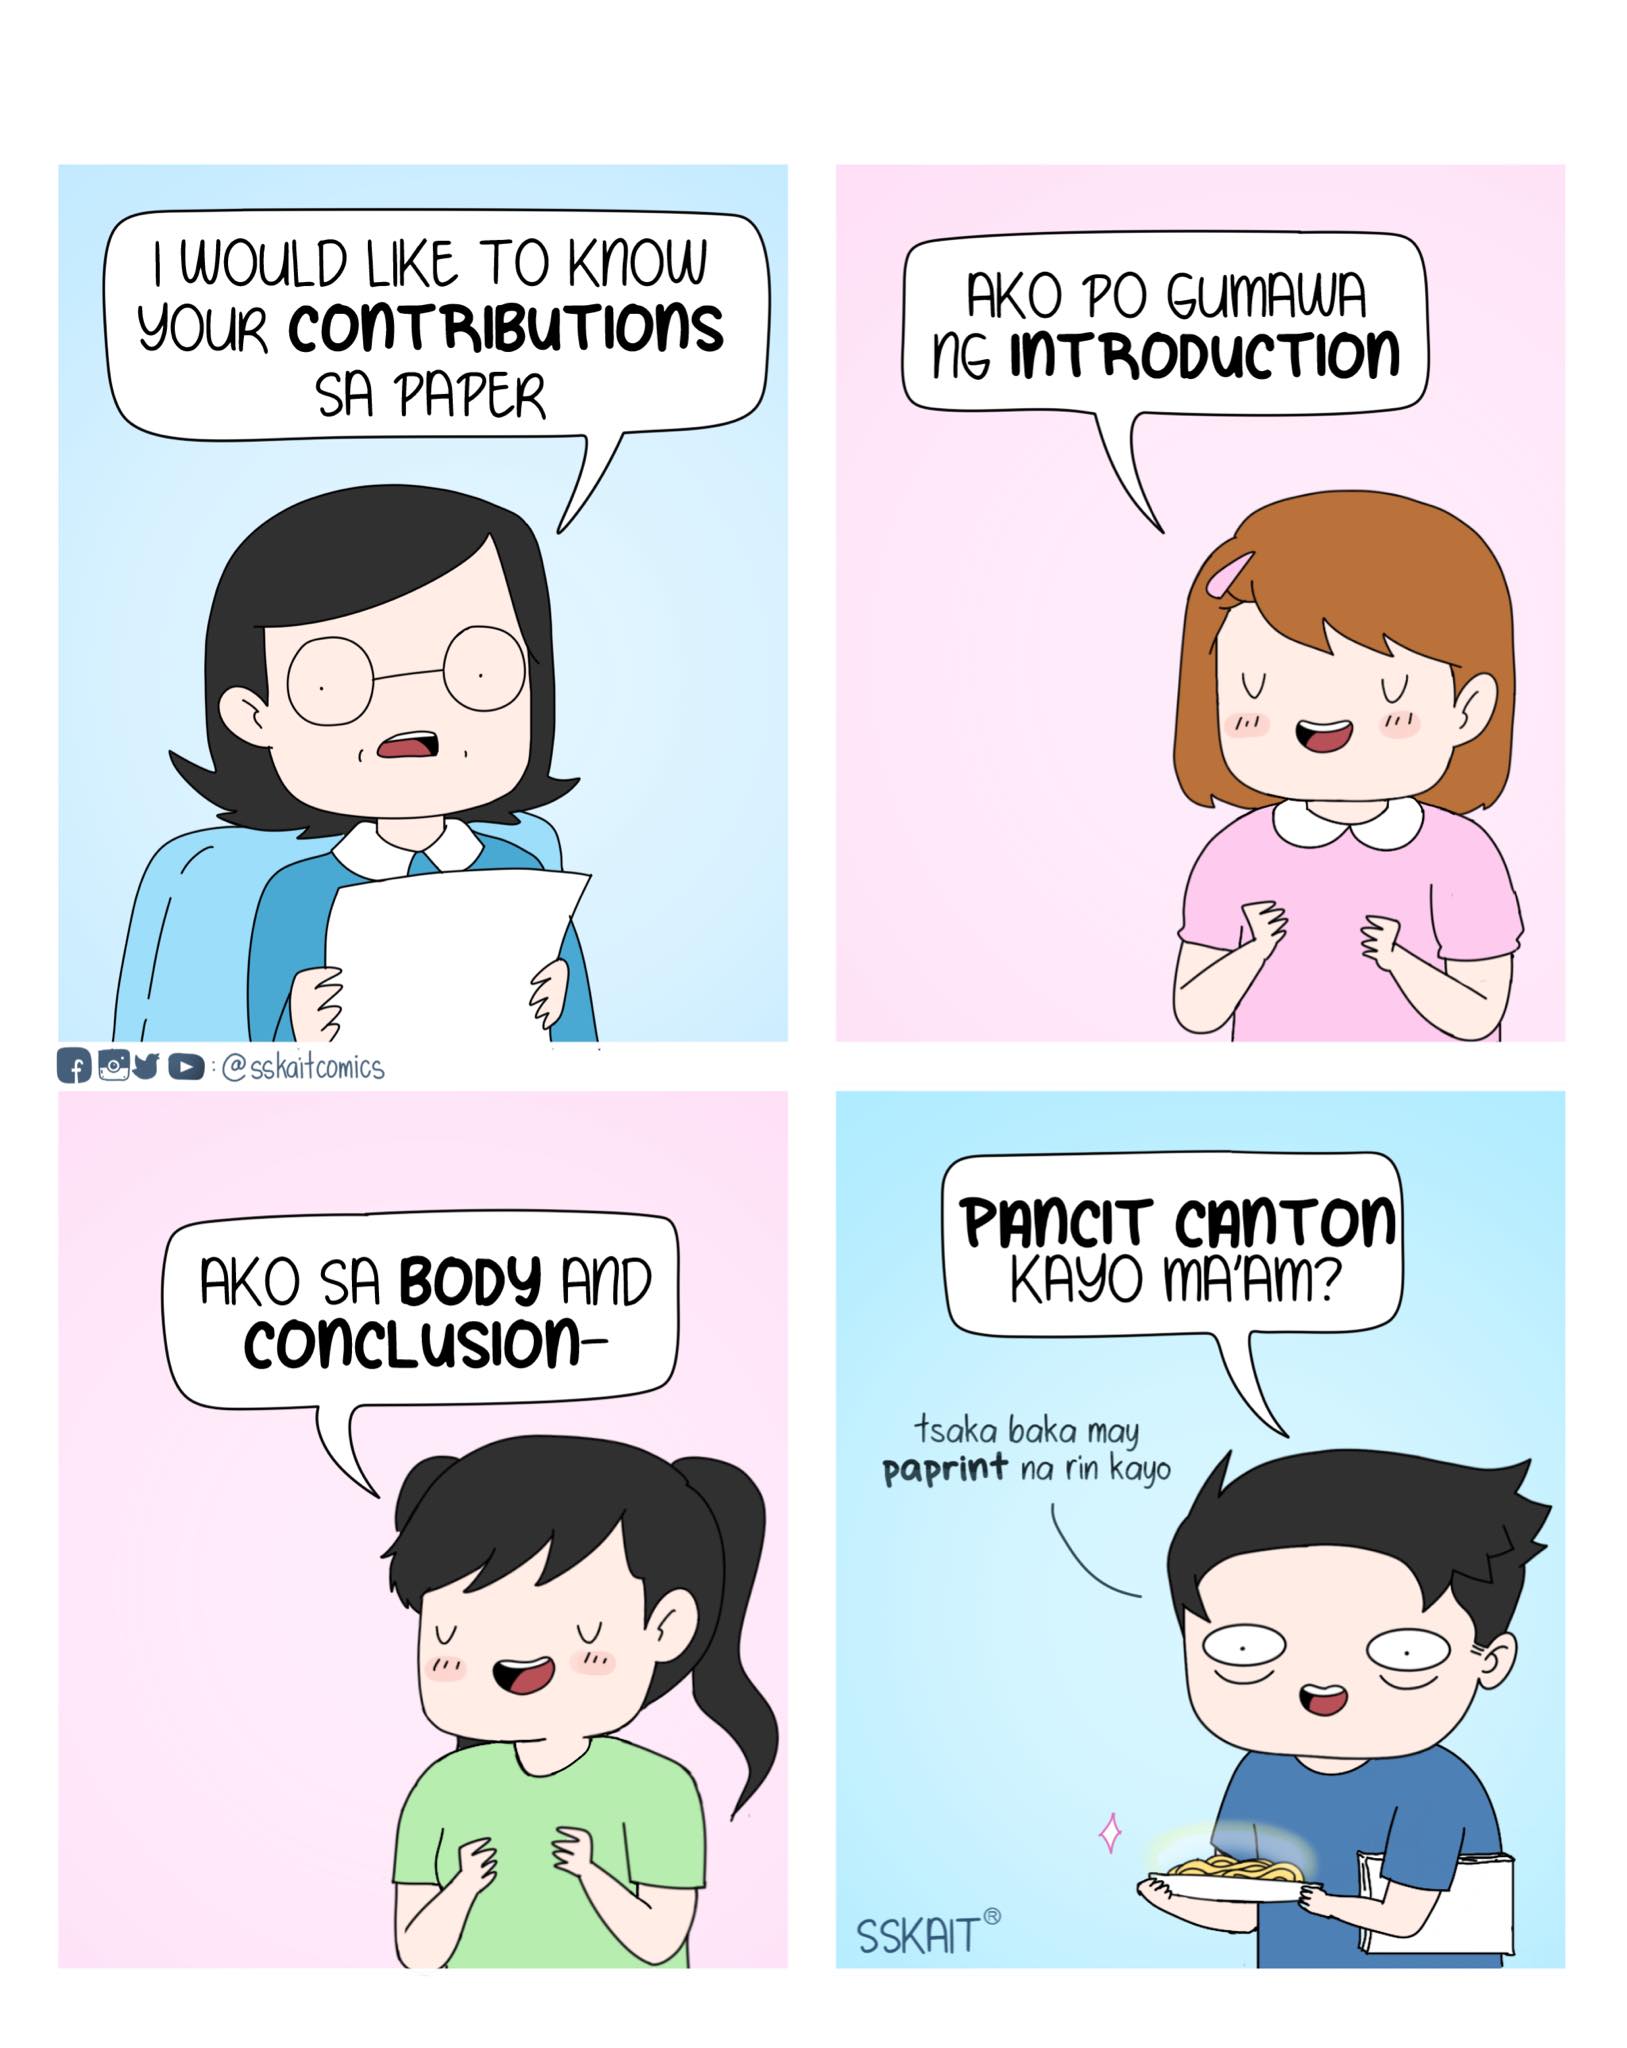 I WOULD LIKE TO KNOW
YOUR CONTRIBUTIONS
SA PAPER
AKO PO GUMAWA
NG INTRODUCTION
: @sskaitcomics
AKO SA BODY AND
CONCLUSION-
PANCIT CANTON
KAYO MA'AM?
tsaka baka may
paprint na rin kayo
SSKAIT®